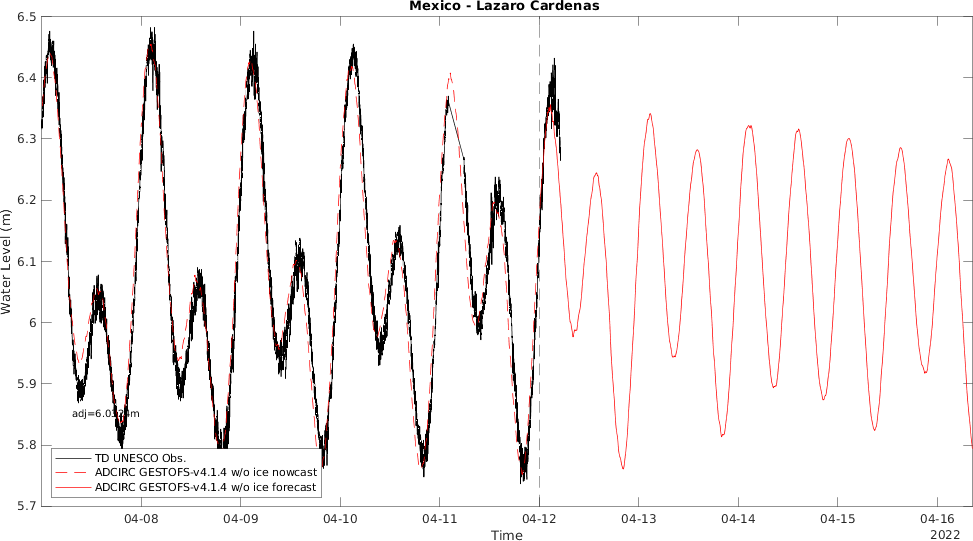 Mexico - Lazaro Cardenas
6.5
6.4
6.3
6.2
6.1
6
5.9
5.8
5.7
Water Level (m)
TD UNESCO Obs.
ADCIRC GESTOFS-v4.1.4 w/o ice nowcast
ADCIRC GESTOFS-v4.1.4 w/o ice forecast
04-08 04-09 04-10 04-11 04-12 04-13 04-14 04-15 04-16
Time 2022